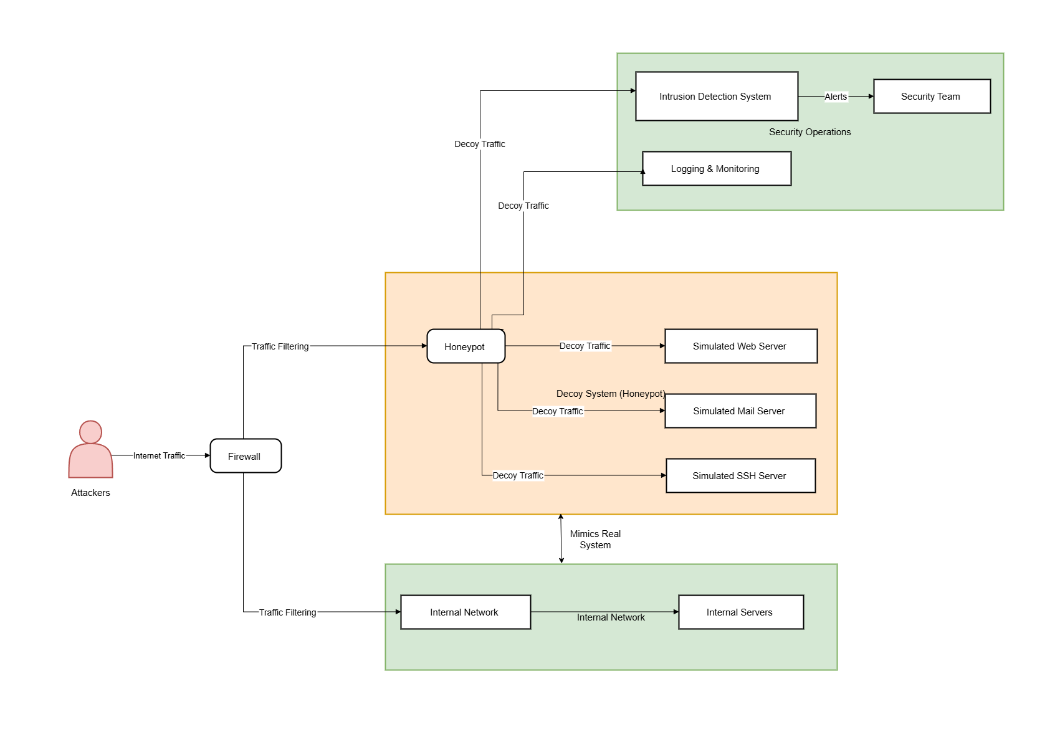 Intrusion Detection System
Alerts
Security Team
Security Operations
Decoy Traffic
Logging & Monitoring
Decoy Traffic
Traffic Filtering
Honeypot
Decoy Traffic
Simulated Web Server
Decoy System (Honeypot)
Decoy Traffic
Simulated Mail Server
Internet Traffic
Firewall
Decoy Traffic
Simulated SSH Server
Attackers
Mimics Real
System
Traffic Filtering
Internal Network
Internal Network
Internal Servers